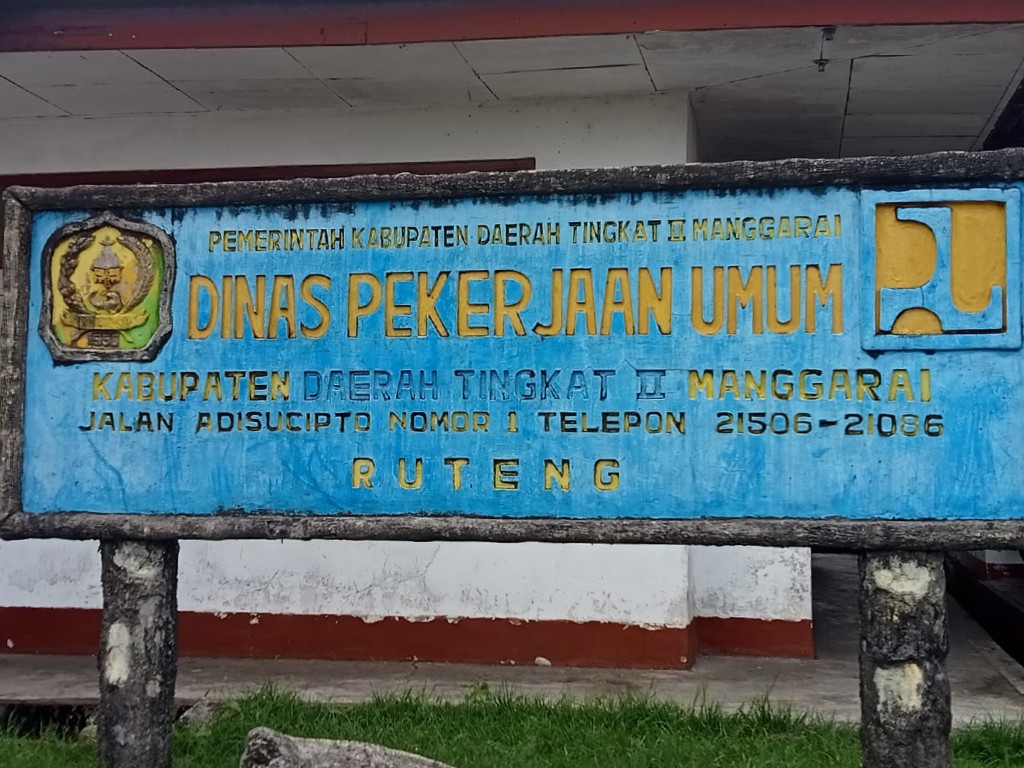 PEMERINTAH KABUPATEN DAERAH TINGKAT II MANGGARAI
DINAS PEKERJAAN UMUM
KABUPATEN DAERAH TINGKAT II MANGGARAI
JALAN ADISUCIPTO NOMOR 1 TELEPON 21506-21086
RUTENG